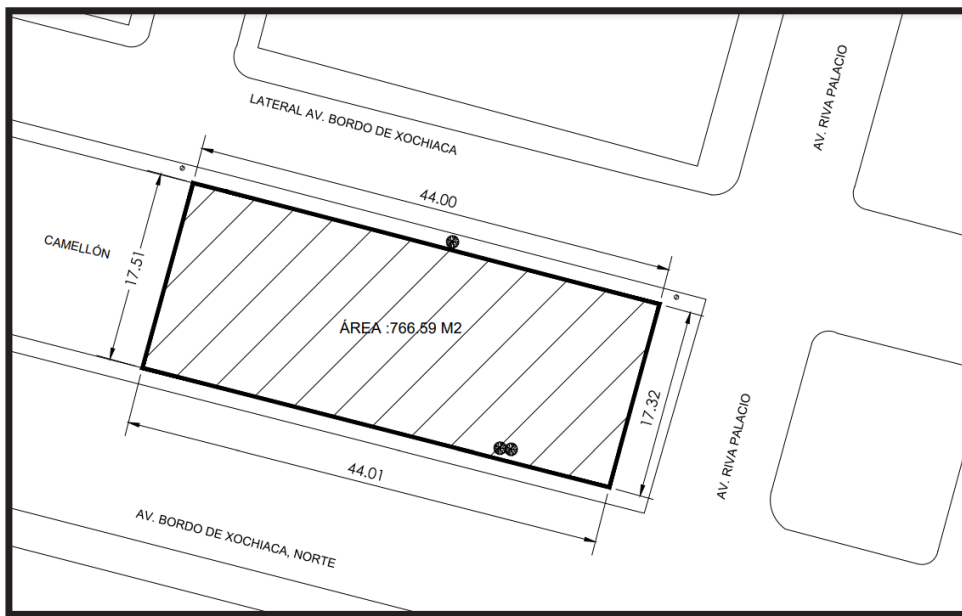 LATERAL AV. BORDO DE XOCHIACA
AV. RIVA PALACIO
44.00
CAMELLÓN
17.51
ÁREA :766.59 M2
17.32
AV. RIVA PALACIO
44.01
AV. BORDO DE XOCHIACA, NORTE